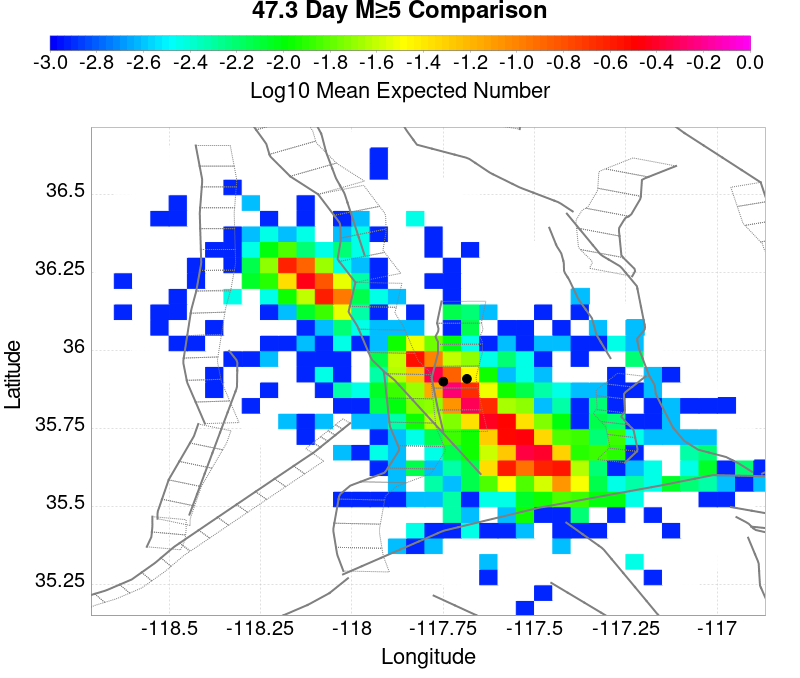 47.3 Day M≥5 Comparison
-3.0 -2.8 -2.6 -2.4 -2.2 -2.0 -1.8 -1.6 -1.4 -1.2 -1.0 -0.8 -0.6 -0.4 -0.2 0.0
Log10 Mean Expected Number
36.5
36.25
36
35.75
35.5
35.25
Latitude
-118.5 -118.25 -118 -117.75 -117.5 -117.25 -117
Longitude